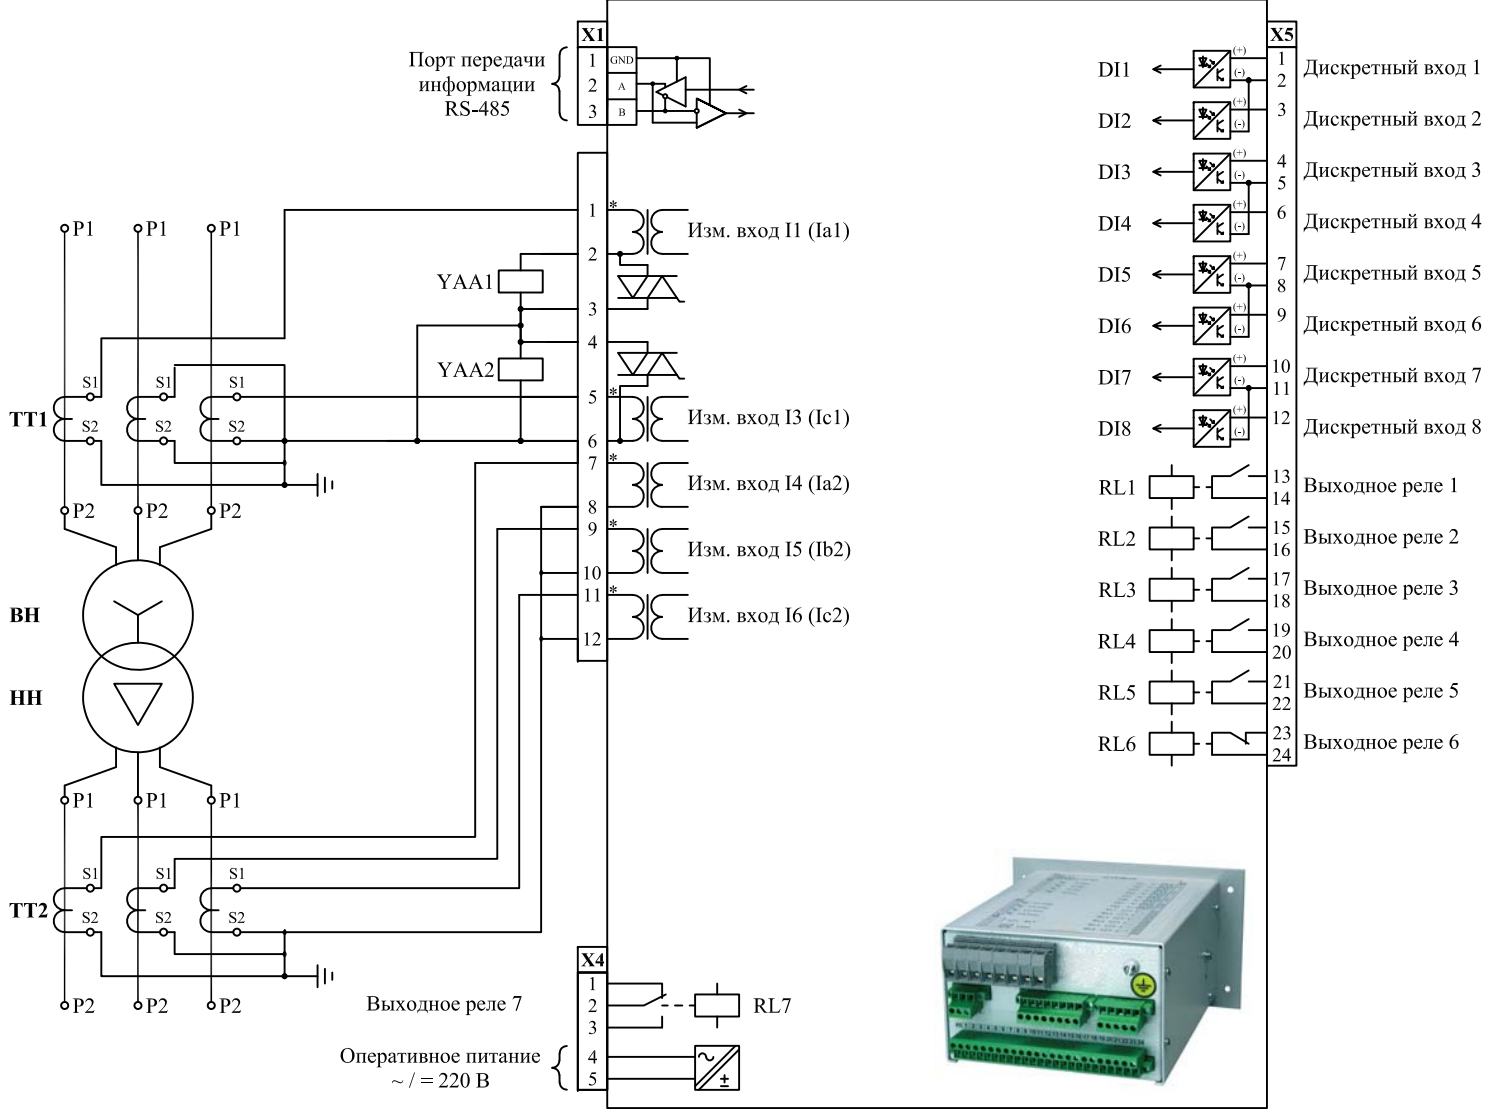 X1
Порт передачи
информации
RS-485
1 GND
2 A
3 B
1 *
Изм. вход I1 (Ia1)
2
YAA1
3
4
YAA2
5 *
Изм. вход I3 (Ic1)
6
7 *
Изм. вход I4 (Ia2)
8
9 *
Изм. вход I5 (Ib2)
10
11 *
Изм. вход I6 (Ic2)
12
P1 P1 P1
S1 S1 S1
ТТ1
S2 S2 S2
P2 P2 P2
ВН
НН
P1 P1 P1
S1 S1 S1
ТТ2
S2 S2 S2
P2 P2 P2
X4
1
Выходное реле 7 2 RL7
3
Оперативное питание
~ / = 220 В
4 ~
5 ±
X5
DI1 (+) 1 Дискретный вход 1
(-) 2
DI2 (+) 3 Дискретный вход 2
(-)
DI3 (+) 4 Дискретный вход 3
(-) 5
DI4 (+) 6 Дискретный вход 4
(-)
DI5 (+) 7 Дискретный вход 5
(-) 8
DI6 (+) 9 Дискретный вход 6
(-)
DI7 (+) 10 Дискретный вход 7
(-) 11
DI8 (+) 12 Дискретный вход 8
(-)
RL1 13 Выходное реле 1
14
RL2 15 Выходное реле 2
16
RL3 17 Выходное реле 3
18
RL4 19 Выходное реле 4
20
RL5 21 Выходное реле 5
22
RL6 23 Выходное реле 6
24